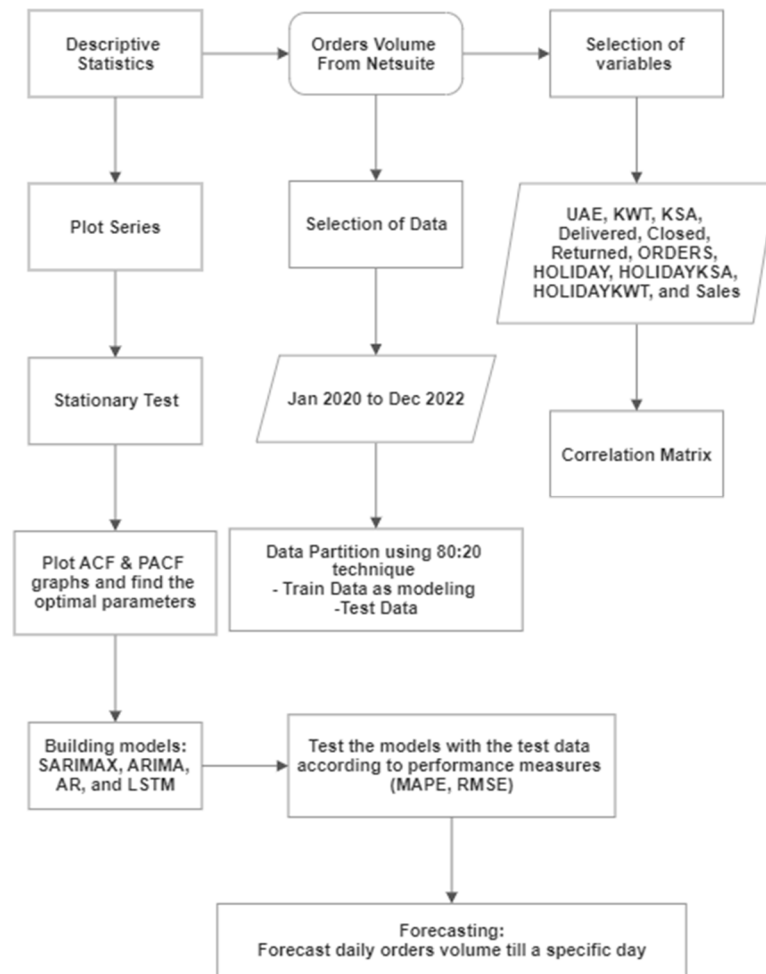 Descriptive
Statistics
Orders Volume
From Netsuite
Selection of
variables
Plot Series
Selection of Data
UAE, KWT, KSA,
Delivered, Closed,
Returned, ORDERS,
HOLIDAY, HOLIDAYKSA,
HOLIDAYKWT, and Sales
Stationary Test
Jan 2020 to Dec 2022
Correlation Matrix
Plot ACF & PACF
graphs and find the
optimal parameters
Data Partition using 80:20
technique
- Train Data as modeling
-Test Data
Building models:
SARIMAX, ARIMA,
AR, and LSTM
Test the models with the test data
according to performance measures
(MAPE, RMSE)
Forecasting:
Forecast daily orders volume till a specific day